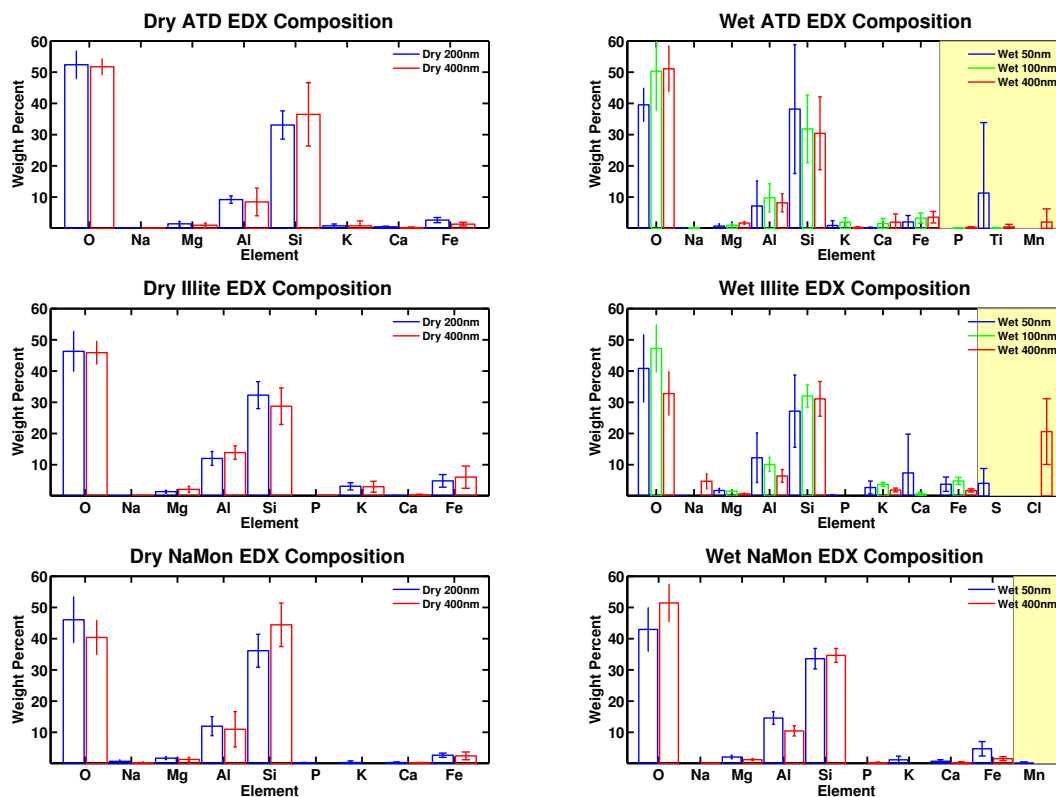 Dry ATD EDX Composition
60
50
40
30
20
10
Weight Percent
Dry 200nm
Dry 400nm
O Na Mg Al Si K Ca Fe
Element
Wet ATD EDX Composition
60
50
40
30
20
10
Weight Percent
Wet 50nm
Wet 100nm
Wet 400nm
O Na Mg Al Si K Ca Fe P Ti Mn
Element
Dry Illite EDX Composition
60
50
40
30
20
10
Weight Percent
Dry 200nm
Dry 400nm
O Na Mg Al Si P K Ca Fe
Element
Wet Illite EDX Composition
60
50
40
30
20
10
Weight Percent
Wet 50nm
Wet 100nm
Wet 400nm
O Na Mg Al Si P K Ca Fe S Cl
Element
Dry NaMon EDX Composition
60
50
40
30
20
10
Weight Percent
Dry 200nm
Dry 400nm
O Na Mg Al Si P K Ca Fe
Element
Wet NaMon EDX Composition
60
50
40
30
20
10
Weight Percent
Wet 50nm
Wet 400nm
O Na Mg Al Si P K Ca Fe Mn
Element